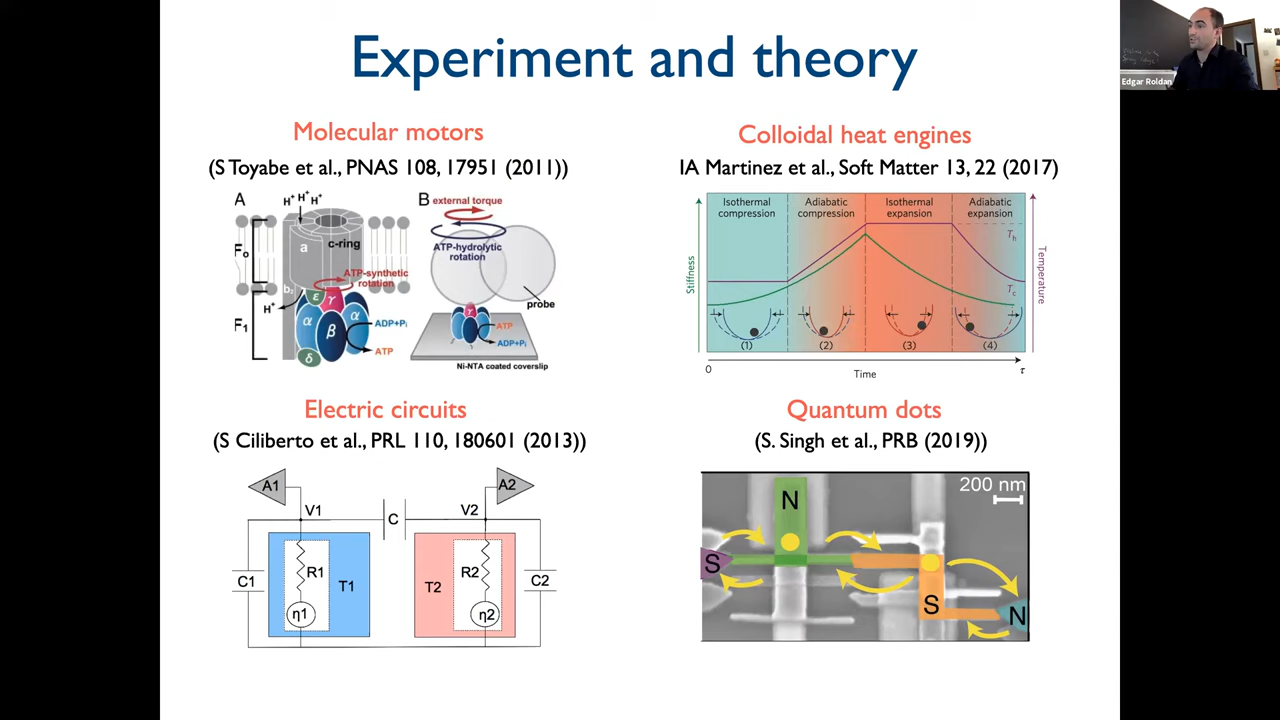 Experiment and theory
Molecular motors
(S Toyabe et al., PNAS 108, 17951 (2011))
A
H⁺ H⁺ H⁺
a
c-ring
Fo
ATP-synthetic
rotation
b₂
ε
γ
H⁺
F₁
α
β
α
ADP+Pi
ATP
δ
B
external torque
ATP-hydrolytic
rotation
probe
γ
ATP
ADP+Pi
Ni-NTA coated coverslip
Colloidal heat engines
IA Martinez et al., Soft Matter 13, 22 (2017)
Isothermal
compression
Adiabatic
compression
Isothermal
expansion
Adiabatic
expansion
Th
Tc
Stiffness
Temperature
(1)
(2)
(3)
(4)
0
τ
Time
Electric circuits
(S Ciliberto et al., PRL 110, 180601 (2013))
A1
A2
V1
C
V2
C1
R1
T1
T2
R2
C2
η1
η2
Quantum dots
(S. Singh et al., PRB (2019))
200 nm
N
S
S
N
Edgar Roldan